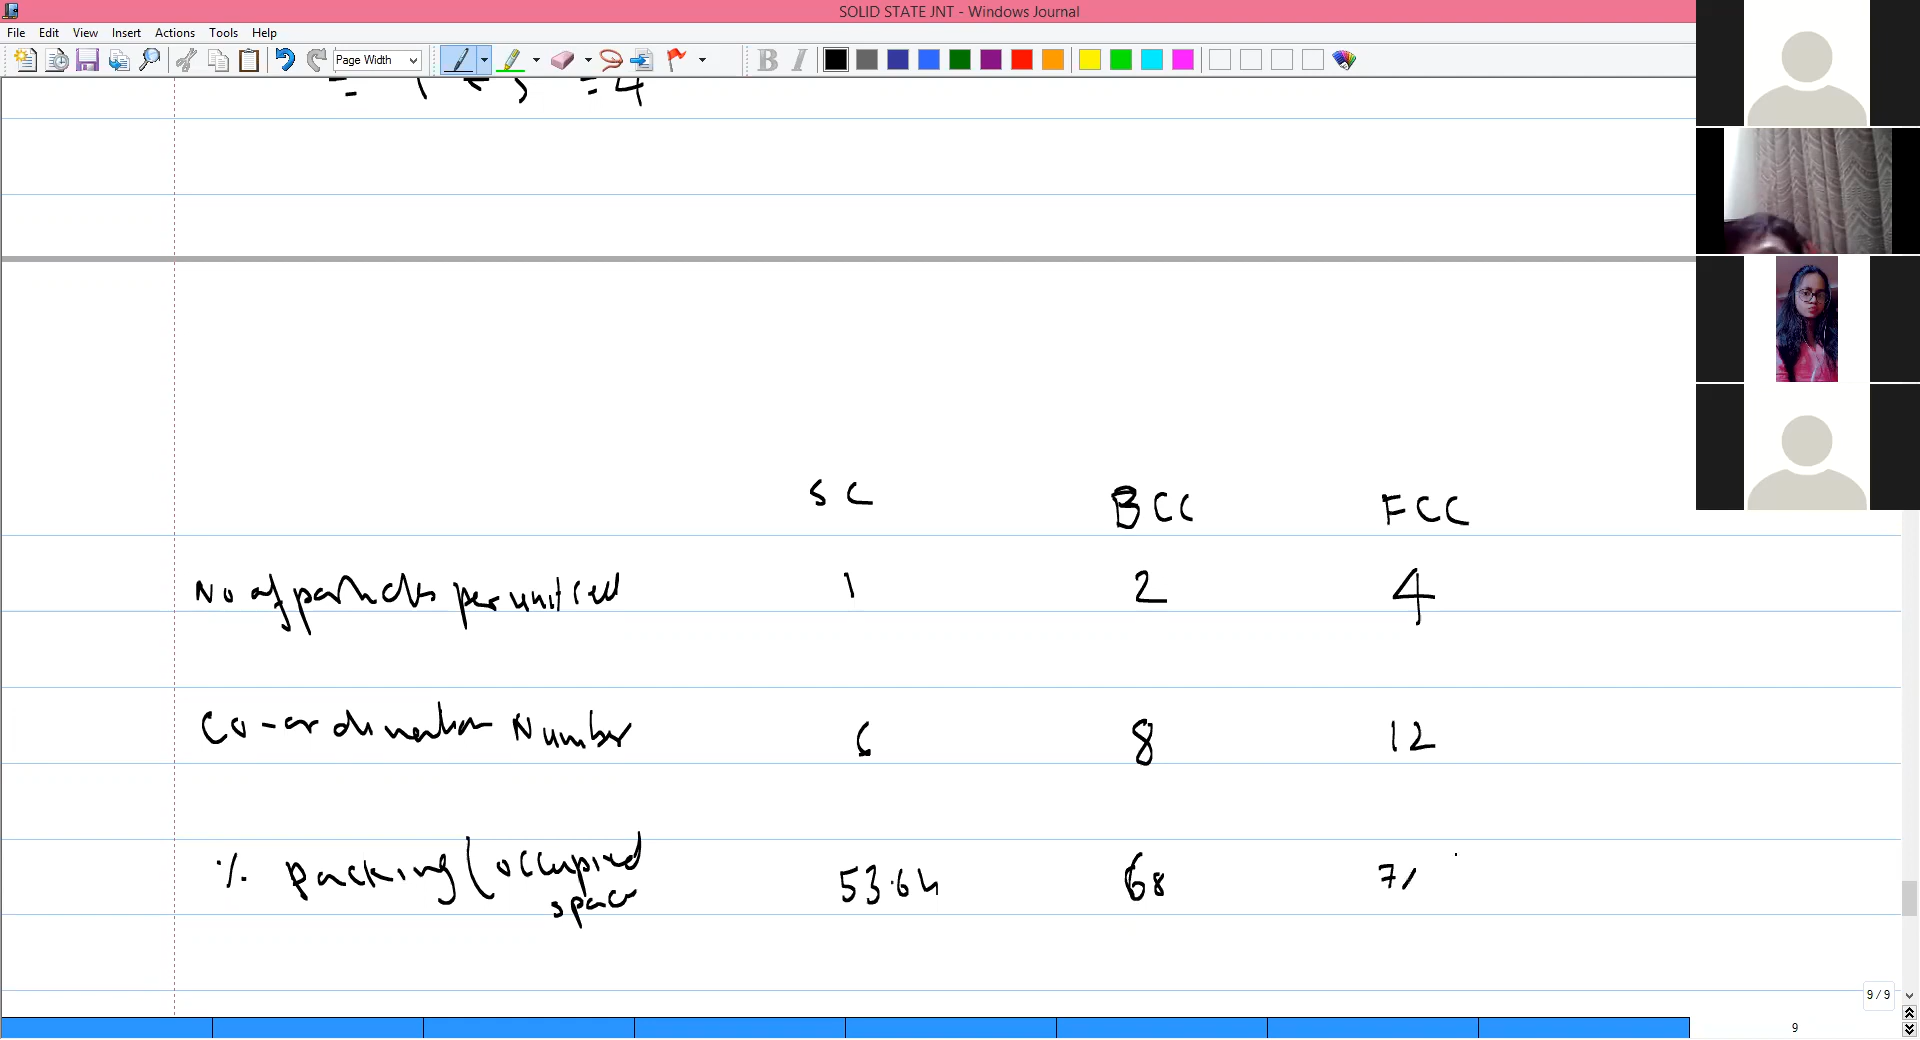 SOLID STATE JNT - Windows Journal
File Edit View Insert Actions Tools Help
Page Width
B I
= 4
SC BCC FCC
No of particles per unit cell 1 2 4
Co-ordination Number 6 8 12
% Packing (occupied space 53.64 68 7
9 / 9
9